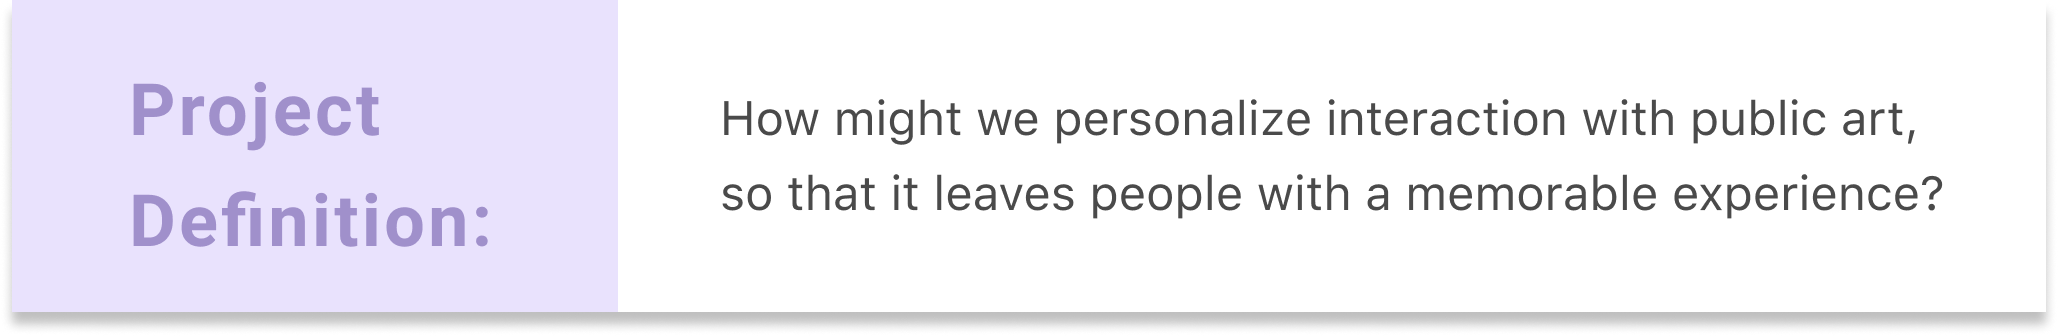 Project
Definition:
How might we personalize interaction with public art,
so that it leaves people with a memorable experience?